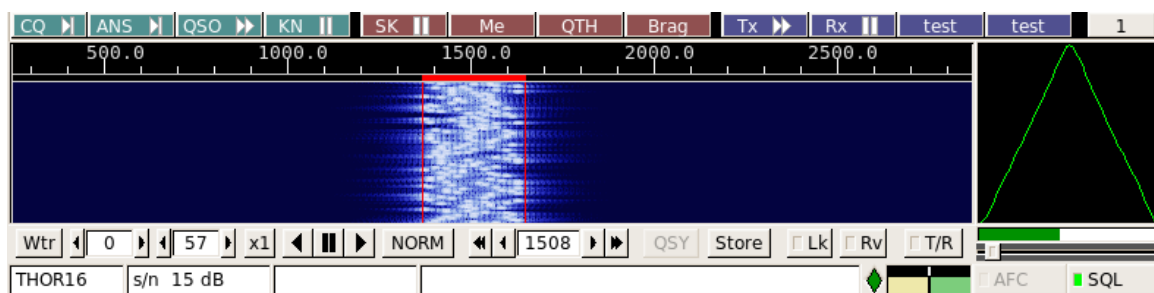 CQ ANS QSO KN SK Me QTH Brag Tx Rx test test 1
500.0 1000.0 1500.0 2000.0 2500.0
Wtr 0 57 x1 NORM 1508 QSY Store Lk Rv T/R
THOR16 s/n 15 dB AFC SQL